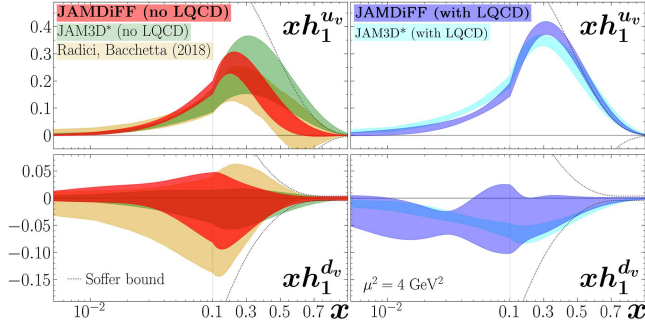 JAMDiFF (no LQCD)
JAM3D* (no LQCD)
Radici, Bacchetta (2018)
xh₁ᵘᵛ
0.4
0.3
0.2
0.1
0
JAMDiFF (with LQCD)
JAM3D* (with LQCD)
xh₁ᵘᵛ
0.05
0
−0.05
−0.10
−0.15
Soffer bound
xh₁ᵈᵛ
μ² = 4 GeV²
xh₁ᵈᵛ
10⁻² 0.1 0.3 0.5 0.7 x
10⁻² 0.1 0.3 0.5 0.7 x